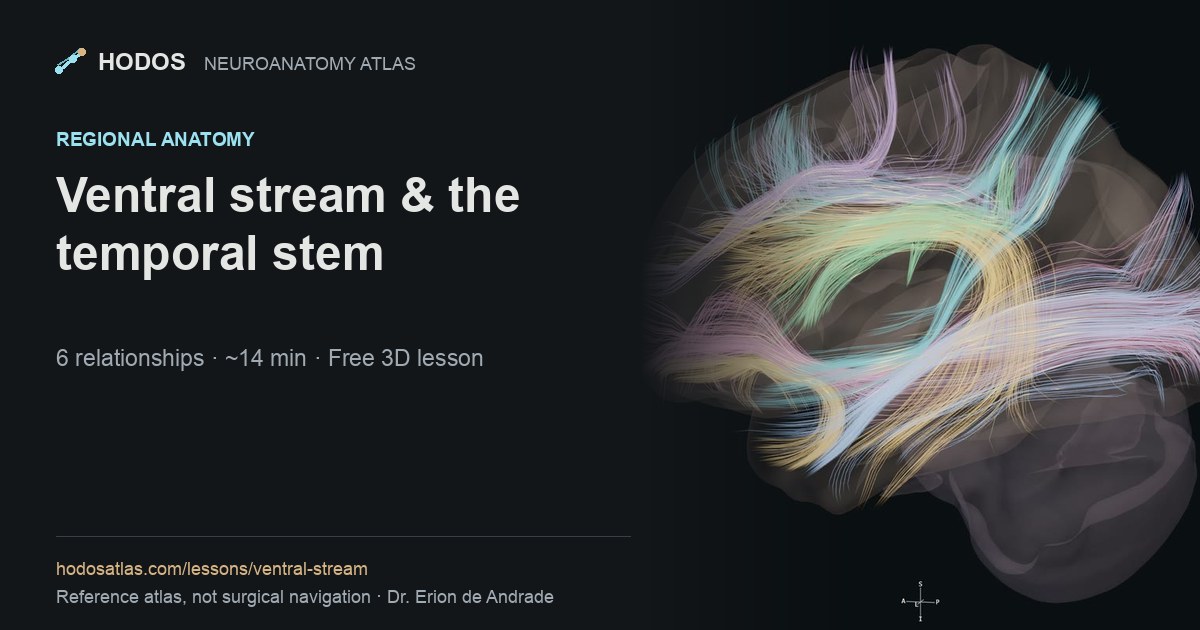 HODOS NEUROANATOMY ATLAS
REGIONAL ANATOMY
Ventral stream & the
temporal stem
6 relationships · ~14 min · Free 3D lesson
hodosatlas.com/lessons/ventral-stream
Reference atlas, not surgical navigation · Dr. Erion de Andrade
S
A L P
I